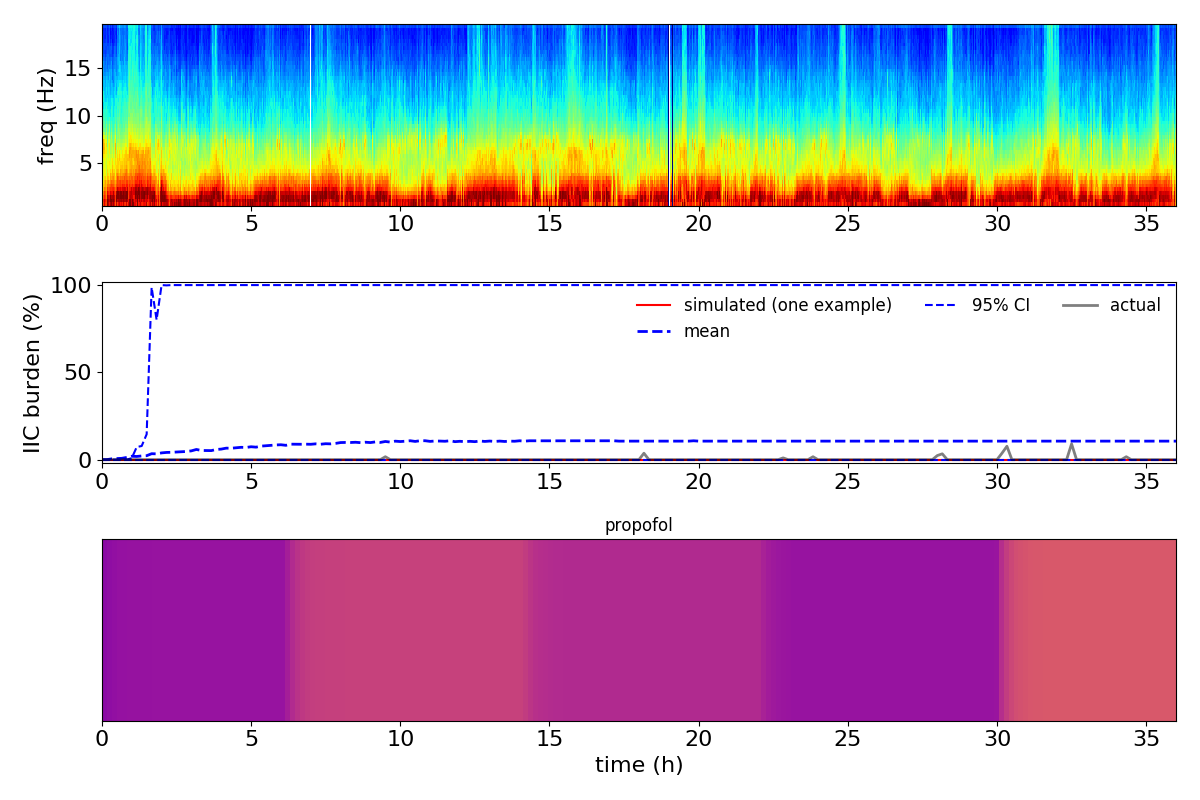 freq (Hz)
15
10
5
0 5 10 15 20 25 30 35
IIC burden (%)
100
50
0
simulated (one example)
mean
95% CI
actual
0 5 10 15 20 25 30 35
propofol
0 5 10 15 20 25 30 35
time (h)